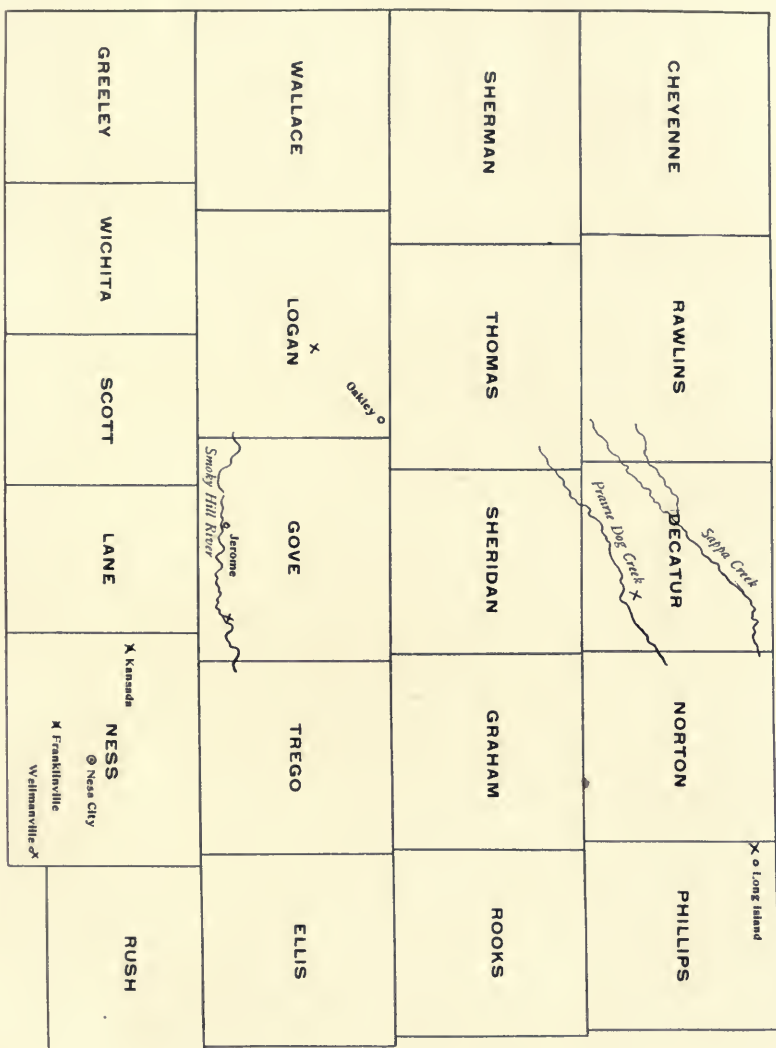 CHEYENNE
RAWLINS
DECATUR
Sappa Creek
Prairie Dog Creek X
NORTON
X o Long Island
PHILLIPS
SHERMAN
THOMAS
SHERIDAN
GRAHAM
ROOKS
WALLACE
LOGAN
X
Oakley o
GOVE
o Jerome
Smoky Hill River
X
TREGO
ELLIS
GREELEY
WICHITA
SCOTT
LANE
X Kansada
NESS
Ness City
X Franklinville
Wellmanville o X
RUSH